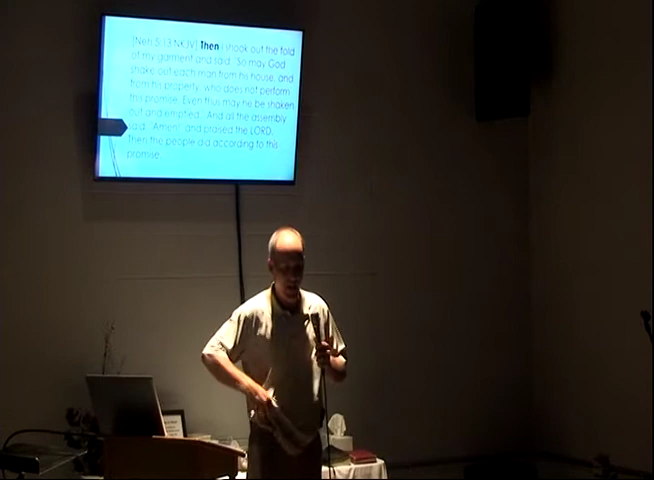 [Neh 5:13 NKJV] Then I shook out the fold
of my garment and said, "So may God
shake out each man from his house, and
from his property, who does not perform
this promise. Even thus may he be shaken
out and emptied. And all the assembly
said, "Amen!" and praised the LORD.
Then the people did according to this
promise.